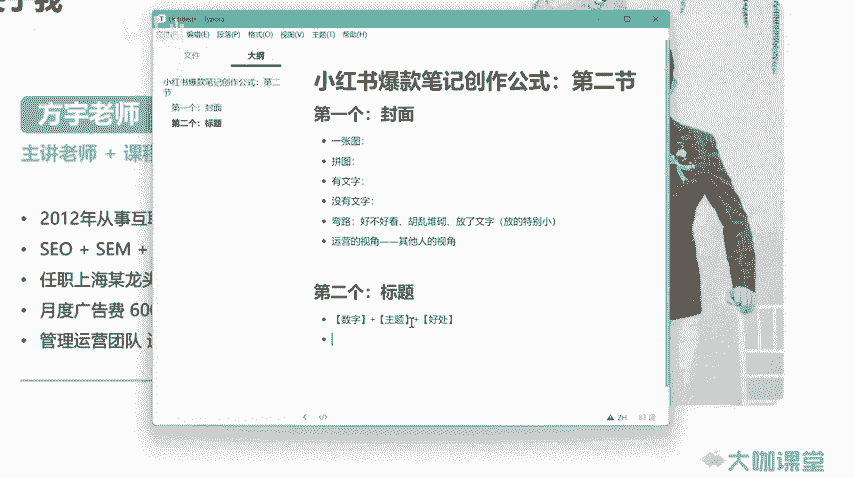 Typora
文件(F) 编辑(E) 段落(P) 格式(O) 视图(V) 主题(T) 帮助(H)
文件 大纲
小红书爆款笔记创作公式：第二节
第一个：封面
第二个：标题
小红书爆款笔记创作公式：第二节
第一个：封面
一张图：
拼图：
有文字：
没有文字：
弯路：好不好看、胡乱堆砌、放了文字（放的特别小）
运营的视角——其他人的视角
第二个：标题
【数字】+【主题】+【好处】
ZH
方宇老师
主讲老师 + 课程
2012年从事互联
SEO + SEM +
任职上海某龙头
月度广告费 600
管理运营团队
大咖课堂